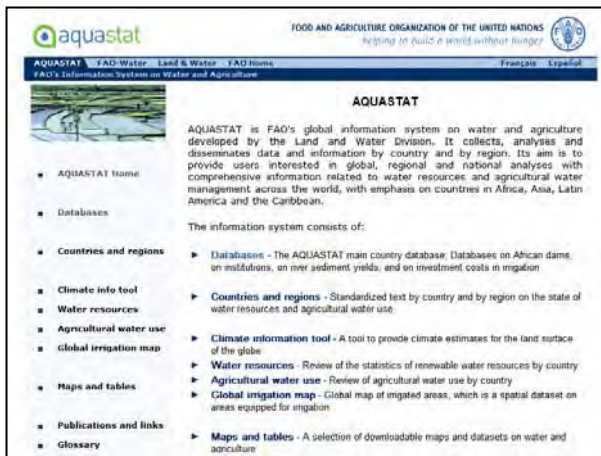 aquastat
FOOD AND AGRICULTURE ORGANIZATION OF THE UNITED NATIONS
helping to build a world without hunger
AQUASTAT FAO-Water Land & Water FAO Home Français Español
FAO's Information System on Water and Agriculture
AQUASTAT
AQUASTAT is FAO's global information system on water and agriculture
developed by the Land and Water Division. It collects, analyses and
disseminates data and information by country and by region. Its aim is to
provide users interested in global, regional and national analyses with
comprehensive information related to water resources and agricultural water
management across the world, with emphasis on countries in Africa, Asia, Latin
America and the Caribbean.
The information system consists of:
AQUASTAT home
Databases
Countries and regions
Climate info tool
Water resources
Agricultural water use
Global irrigation map
Maps and tables
Publications and links
Glossary
Databases - The AQUASTAT main country database; Databases on African dams,
on institutions, on river sediment yields, and on investment costs in irrigation
Countries and regions - Standardized text by country and by region on the state of
water resources and agricultural water use
Climate information tool - A tool to provide climate estimates for the land surface
of the globe
Water resources - Review of the statistics of renewable water resources by country
Agricultural water use - Review of agricultural water use by country
Global irrigation map - Global map of irrigated areas, which is a spatial dataset on
areas equipped for irrigation
Maps and tables - A selection of downloadable maps and datasets on water and
agriculture